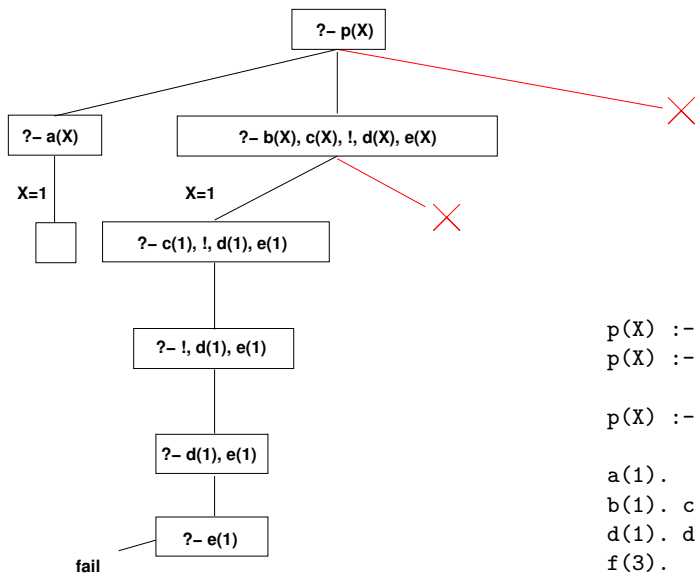 ?– p(X)
?– a(X)
?– b(X), c(X), !, d(X), e(X)
X=1
X=1
?– c(1), !, d(1), e(1)
?– !, d(1), e(1)
?– d(1), e(1)
?– e(1)
fail
p(X) :-
p(X) :-
p(X) :-
a(1).
b(1). c
d(1). d
f(3).